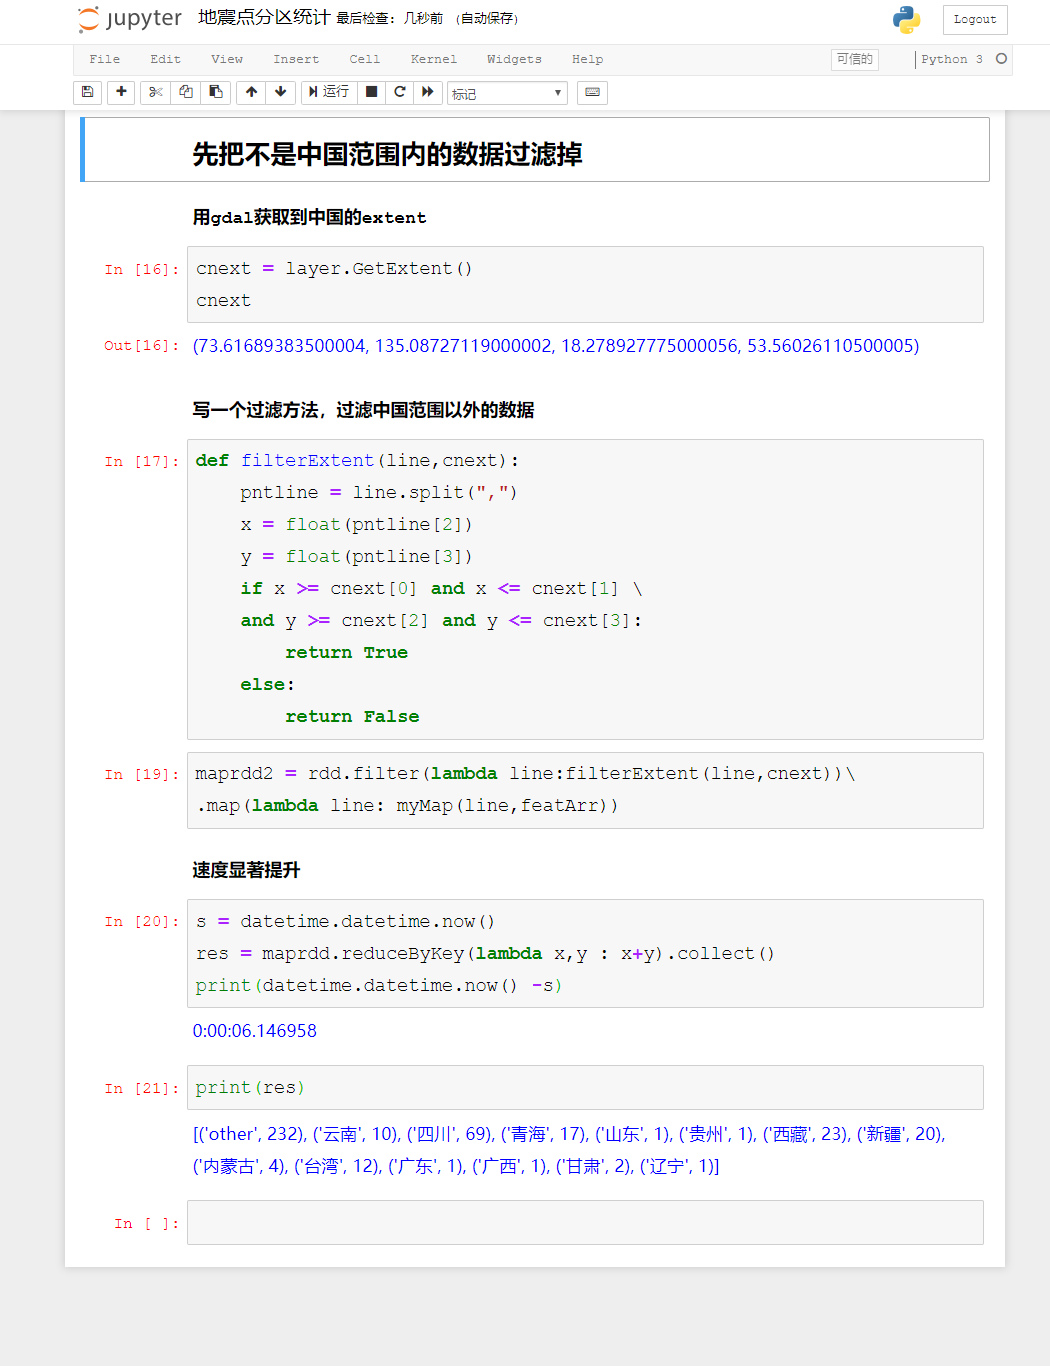 jupyter 地震点分区统计 最后检查: 几秒前 (自动保存) Logout
File Edit View Insert Cell Kernel Widgets Help 可信的 Python 3
运行 标记
先把不是中国范围内的数据过滤掉
用gdal获取到中国的extent
In [16]: cnext = layer.GetExtent()
cnext
Out[16]: (73.61689383500004, 135.08727119000002, 18.278927775000056, 53.56026110500005)
写一个过滤方法，过滤中国范围以外的数据
In [17]: def filterExtent(line,cnext):
    pntline = line.split(",")
    x = float(pntline[2])
    y = float(pntline[3])
    if x >= cnext[0] and x <= cnext[1] \
    and y >= cnext[2] and y <= cnext[3]:
        return True
    else:
        return False
In [19]: maprdd2 = rdd.filter(lambda line:filterExtent(line,cnext))\
.map(lambda line: myMap(line,featArr))
速度显著提升
In [20]: s = datetime.datetime.now()
res = maprdd.reduceByKey(lambda x,y : x+y).collect()
print(datetime.datetime.now() -s)
0:00:06.146958
In [21]: print(res)
[('other', 232), ('云南', 10), ('四川', 69), ('青海', 17), ('山东', 1), ('贵州', 1), ('西藏', 23), ('新疆', 20),
('内蒙古', 4), ('台湾', 12), ('广东', 1), ('广西', 1), ('甘肃', 2), ('辽宁', 1)]
In [ ]: